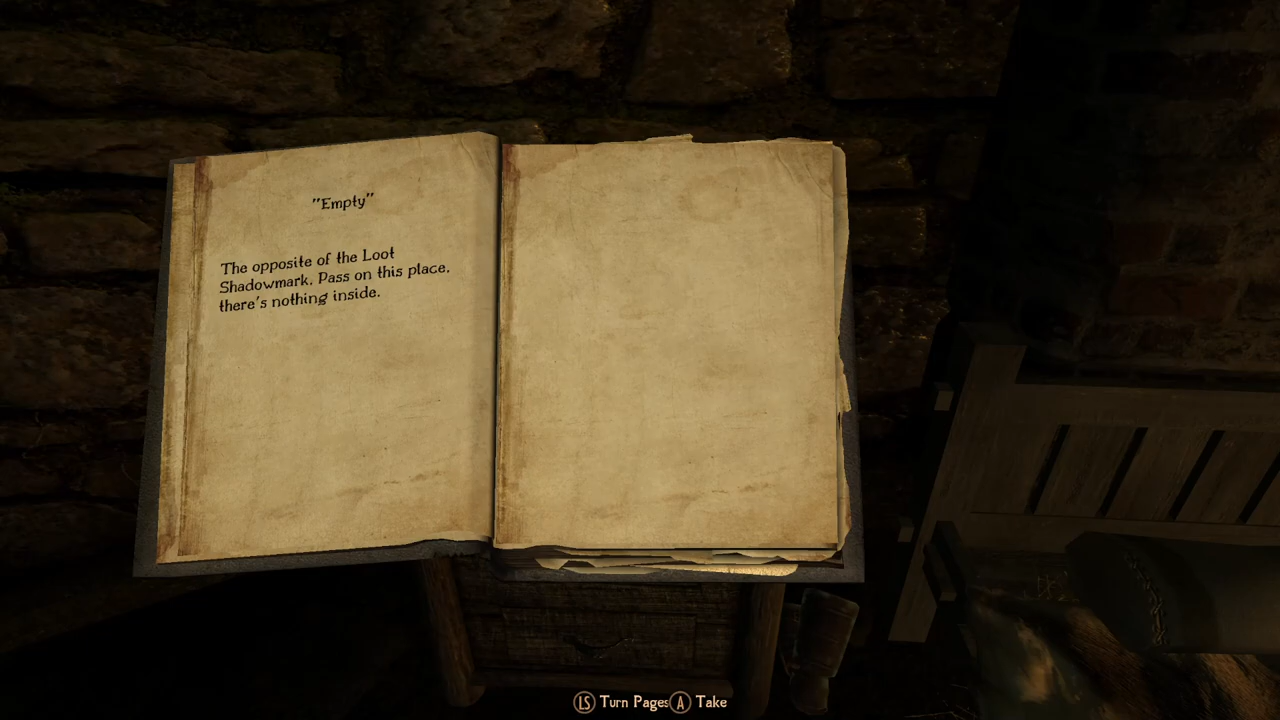 "Empty"
The opposite of the Loot
Shadowmark. Pass on this place,
there's nothing inside.
LS Turn Pages A Take